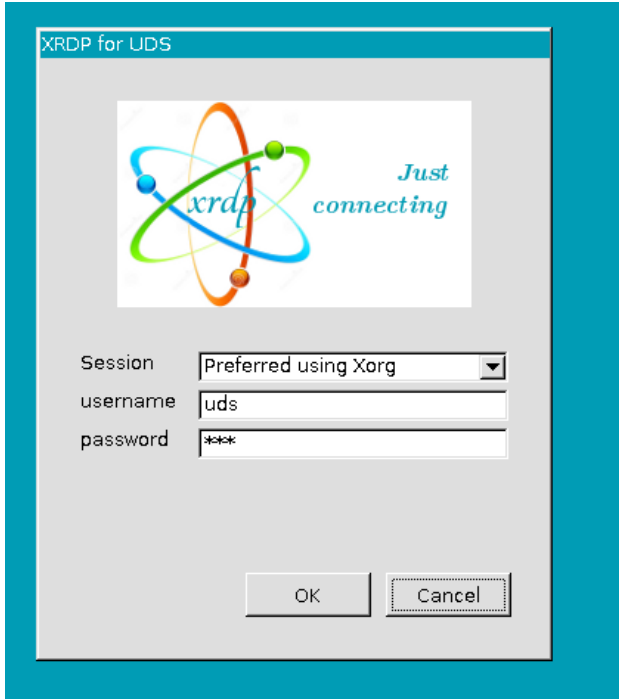 XRDP for UDS
Just
xrdp connecting
Session Preferred using Xorg
username uds
password ***
OK Cancel